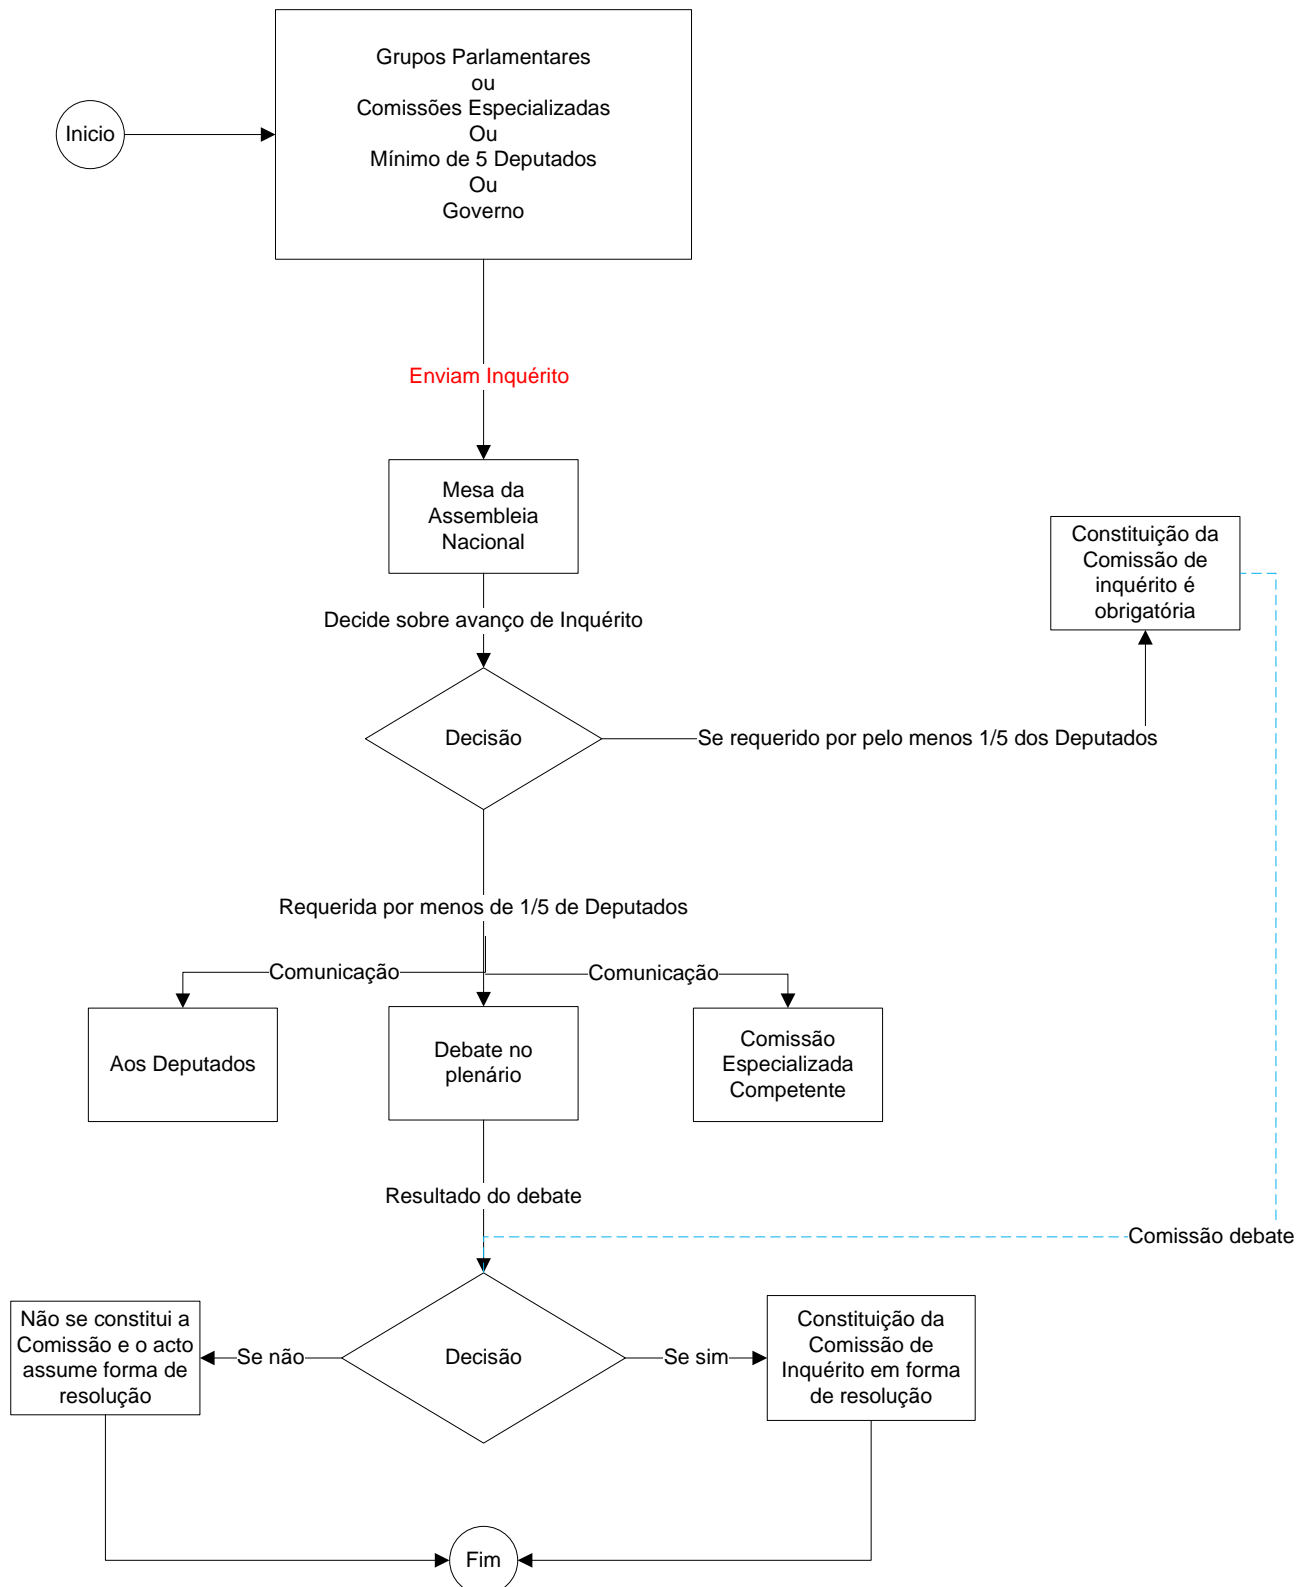 Grupos Parlamentares
ou
Comissões Especializadas
Ou
Mínimo de 5 Deputados
Ou
Governo
Inicio
Enviam Inquérito
Mesa da
Assembleia
Nacional
Constituição da
Comissão de
inquérito é
obrigatória
Decide sobre avanço de Inquérito
Decisão
Se requerido por pelo menos 1/5 dos Deputados
Requerida por menos de 1/5 de Deputados
Comunicação
Comunicação
Aos Deputados
Debate no
plenário
Comissão
Especializada
Competente
Resultado do debate
Comissão debate
Não se constitui a
Comissão e o acto
assume forma de
resolução
Se não
Decisão
Se sim
Constituição da
Comissão de
Inquérito em forma
de resolução
Fim